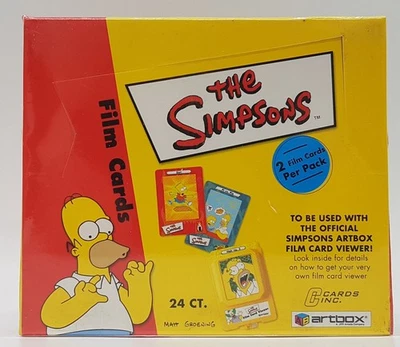 THE
SIMPSONS
TM
Film Cards
2 Film Cards
Per Pack
TO BE USED WITH
THE OFFICIAL
SIMPSONS ARTBOX
FILM CARD VIEWER!
Look inside for details
on how to get your very
own film card viewer
24 CT.
MATT GROENING
CARDS
INC.
artbox